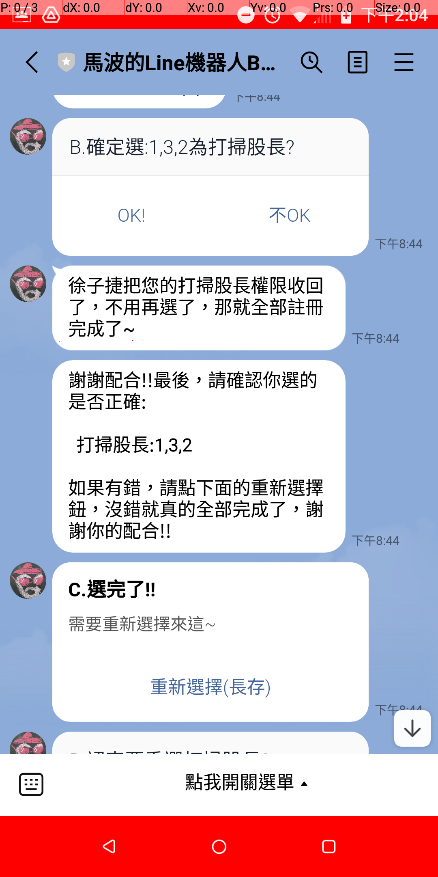 P: 0 / 3 dX: 0.0 dY: 0.0 Xv: 0.0 Yv: 0.0 Prs: 0.0 Size: 0.0
下午2:04
馬波的Line機器人B...
下午8:44
B.確定選:1,3,2為打掃股長?
OK! 不OK
下午8:44
徐子捷把您的打掃股長權限收回
了，不用再選了，那就全部註冊
完成了~
下午8:44
謝謝配合!!最後，請確認你選的
是否正確:
打掃股長:1,3,2
如果有錯，請點下面的重新選擇
鈕，沒錯就真的全部完成了，謝
謝你的配合!!
下午8:44
C.選完了!!
需要重新選擇來這~
重新選擇(長存)
下午8:44
點我開關選單